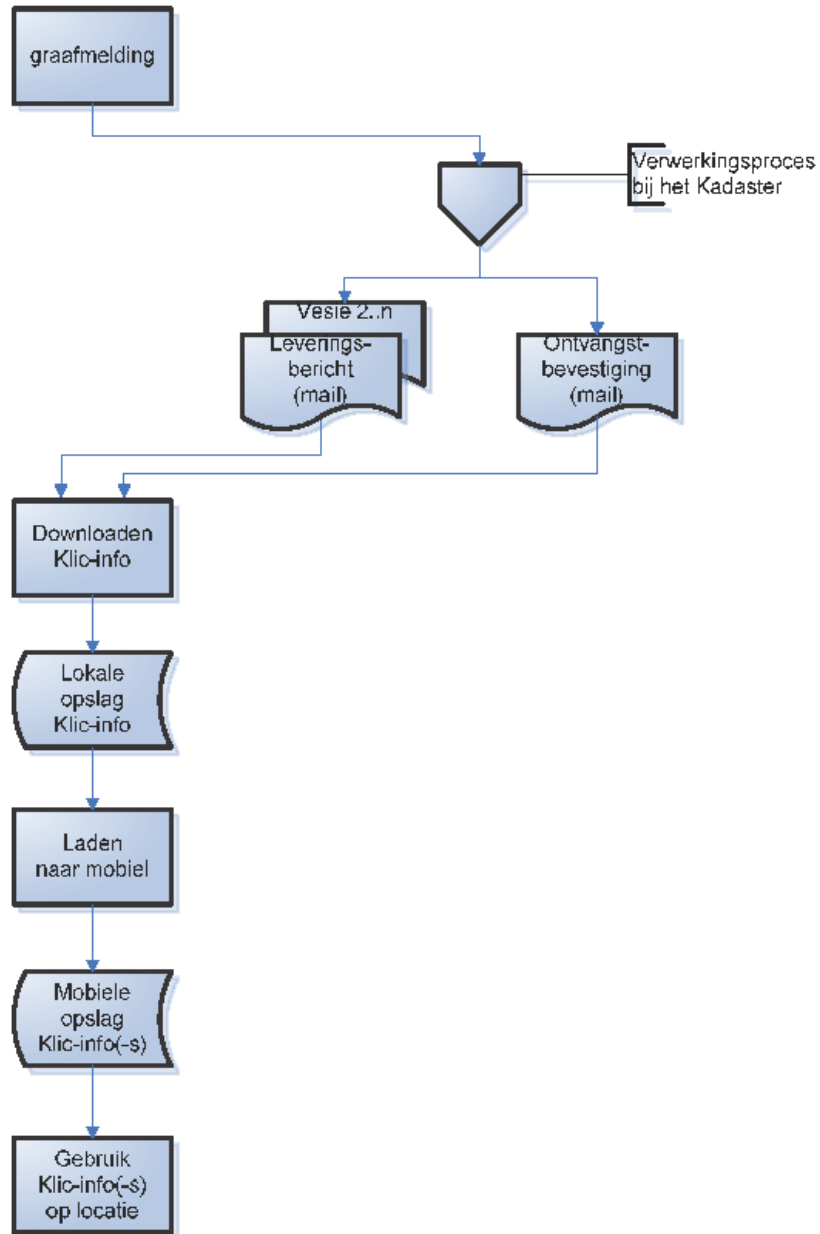 graafmelding
Verwerkingsproces
bij het Kadaster
Vesie 2..n
Leverings-
bericht
(mail)
Ontvangst-
bevestiging
(mail)
Downloaden
Klic-info
Lokale
opslag
Klic-info
Laden
naar mobiel
Mobiele
opslag
Klic-info(-s)
Gebruik
Klic-info(-s)
op locatie